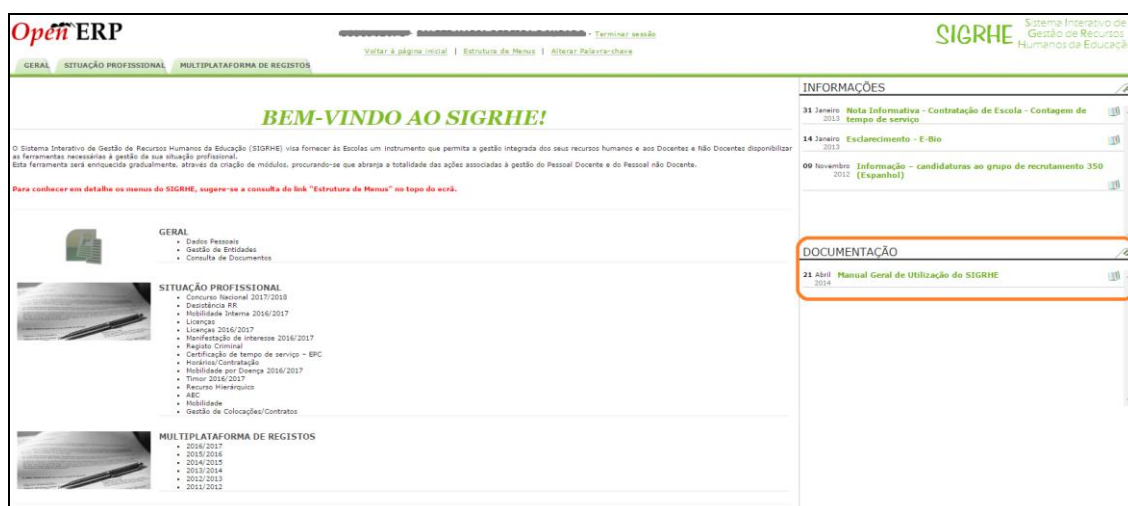 Open ERP
- Terminar sessão
Voltar à página inicial | Estrutura de Menus | Alterar Palavra-chave
SIGRHE Sistema Interativo de
Gestão de Recursos
Humanos da Educaçã
GERAL SITUAÇÃO PROFISSIONAL MULTIPLATAFORMA DE REGISTOS
BEM-VINDO AO SIGRHE!
O Sistema Interativo de Gestão de Recursos Humanos da Educação (SIGRHE) visa fornecer às Escolas um instrumento que permita a gestão integrada dos seus recursos humanos e aos Docentes e Não Docentes disponibilizar
as ferramentas necessárias à gestão da sua situação profissional.
Esta ferramenta será enriquecida gradualmente, através da criação de módulos, procurando-se que abranja a totalidade das ações associadas à gestão do Pessoal Docente e do Pessoal não Docente.
Para conhecer em detalhe os menus do SIGRHE, sugere-se a consulta do link "Estrutura de Menus" no topo do ecrã.
GERAL
• Dados Pessoais
• Gestão de Entidades
• Consulta de Documentos
SITUAÇÃO PROFISSIONAL
• Concurso Nacional 2017/2018
• Desistência RR
• Mobilidade Interna 2016/2017
• Licenças
• Licenças 2016/2017
• Manifestação de interesse 2016/2017
• Registo Criminal
• Certificação de tempo de serviço - EPC
• Horários/Contratação
• Mobilidade por Doença 2016/2017
• Timor 2016/2017
• Recurso Hierárquico
• AEC
• Mobilidade
• Gestão de Colocações/Contratos
MULTIPLATAFORMA DE REGISTOS
• 2016/2017
• 2015/2016
• 2014/2015
• 2013/2014
• 2012/2013
• 2011/2012
INFORMAÇÕES
31 Janeiro Nota Informativa - Contratação de Escola - Contagem de
2013 tempo de serviço
14 Janeiro Esclarecimento - E-Bio
2013
09 Novembro Informação - candidaturas ao grupo de recrutamento 350
2012 (Espanhol)
DOCUMENTAÇÃO
21 Abril Manual Geral de Utilização do SIGRHE
2014